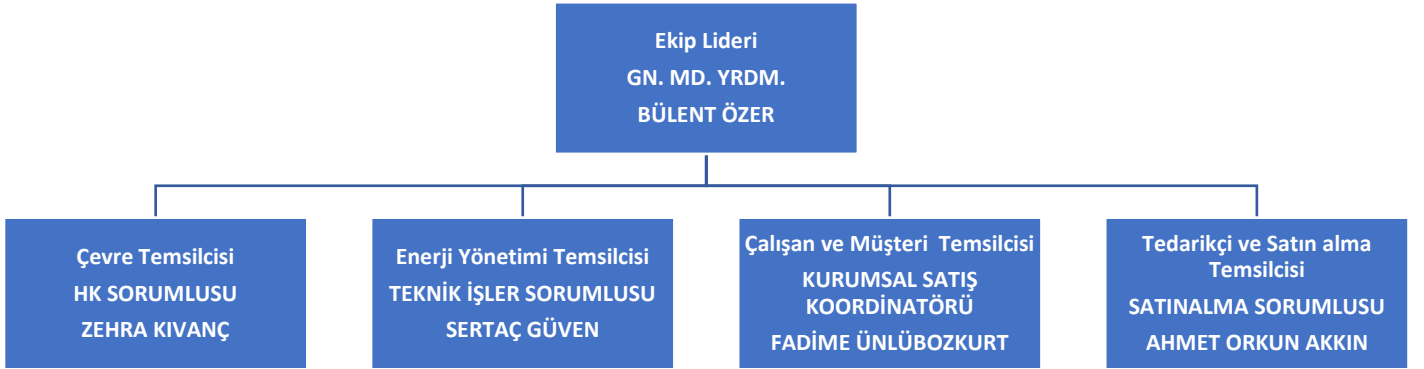 Ekip Lideri
GN. MD. YRDM.
BÜLENT ÖZER
Çevre Temsilcisi
HK SORUMLUSU
ZEHRA KIVANÇ
Enerji Yönetimi Temsilcisi
TEKNİK İŞLER SORUMLUSU
SERTAÇ GÜVEN
Çalışan ve Müşteri Temsilcisi
KURUMSAL SATIŞ
KOORDİNATÖRÜ
FADİME ÜNLÜBOZKURT
Tedarikçi ve Satın alma
Temsilcisi
SATINALMA SORUMLUSU
AHMET ORKUN AKKIN